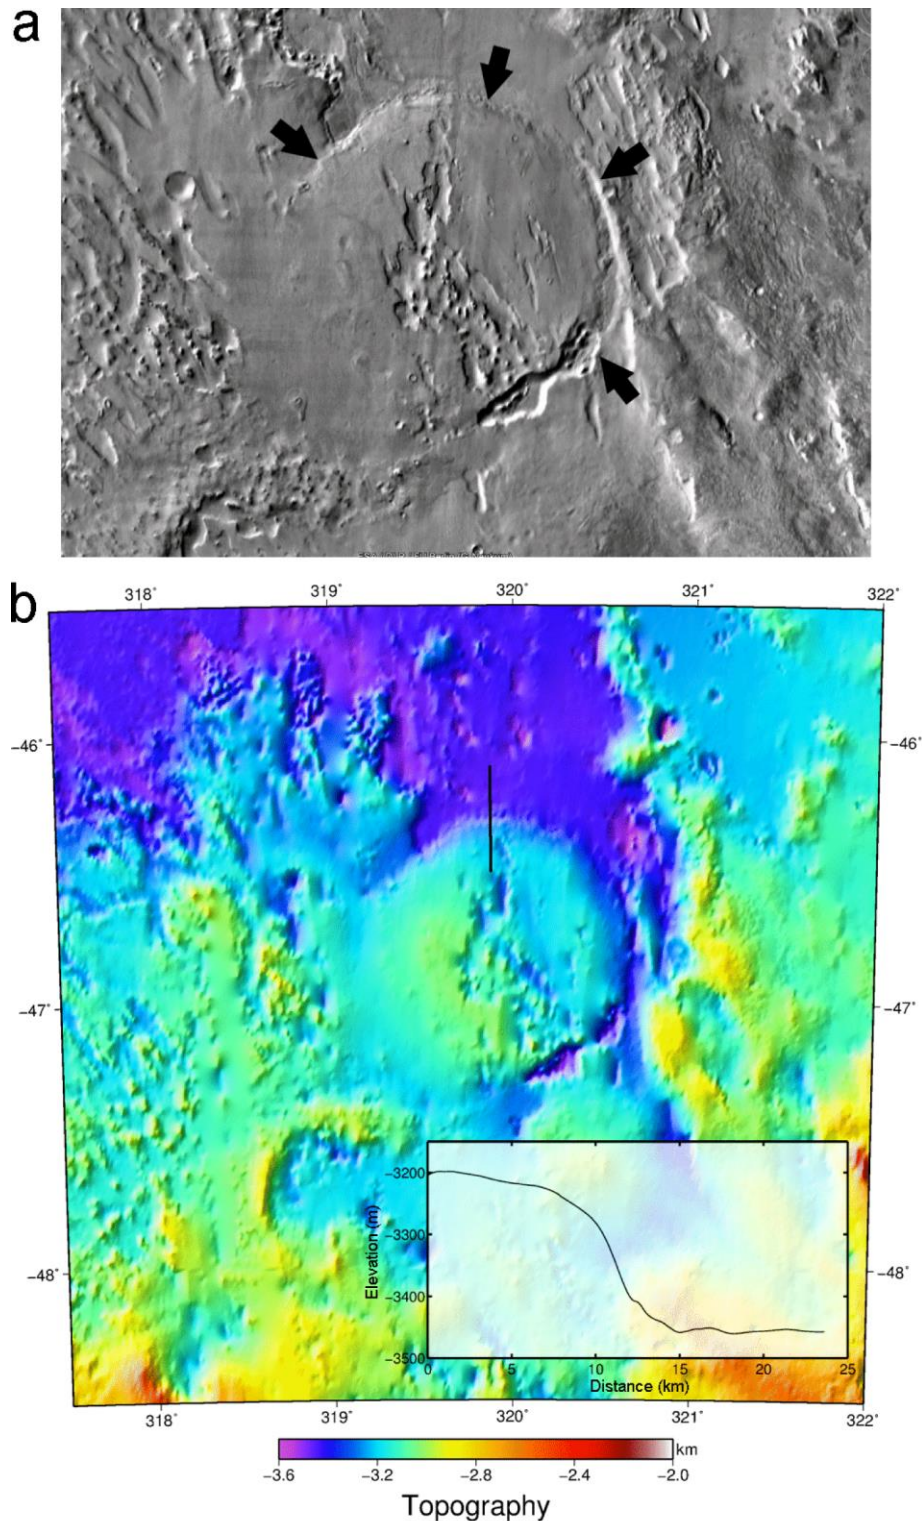 a
b
318° 319° 320° 321° 322°
−46° −46°
−47° −47°
−48° −48°
−3200
−3300
−3400
−3500
Elevation (m)
0 5 10 15 20 25
Distance (km)
318° 319° 320° 321° 322°
km
−3.6 −3.2 −2.8 −2.4 −2.0
Topography